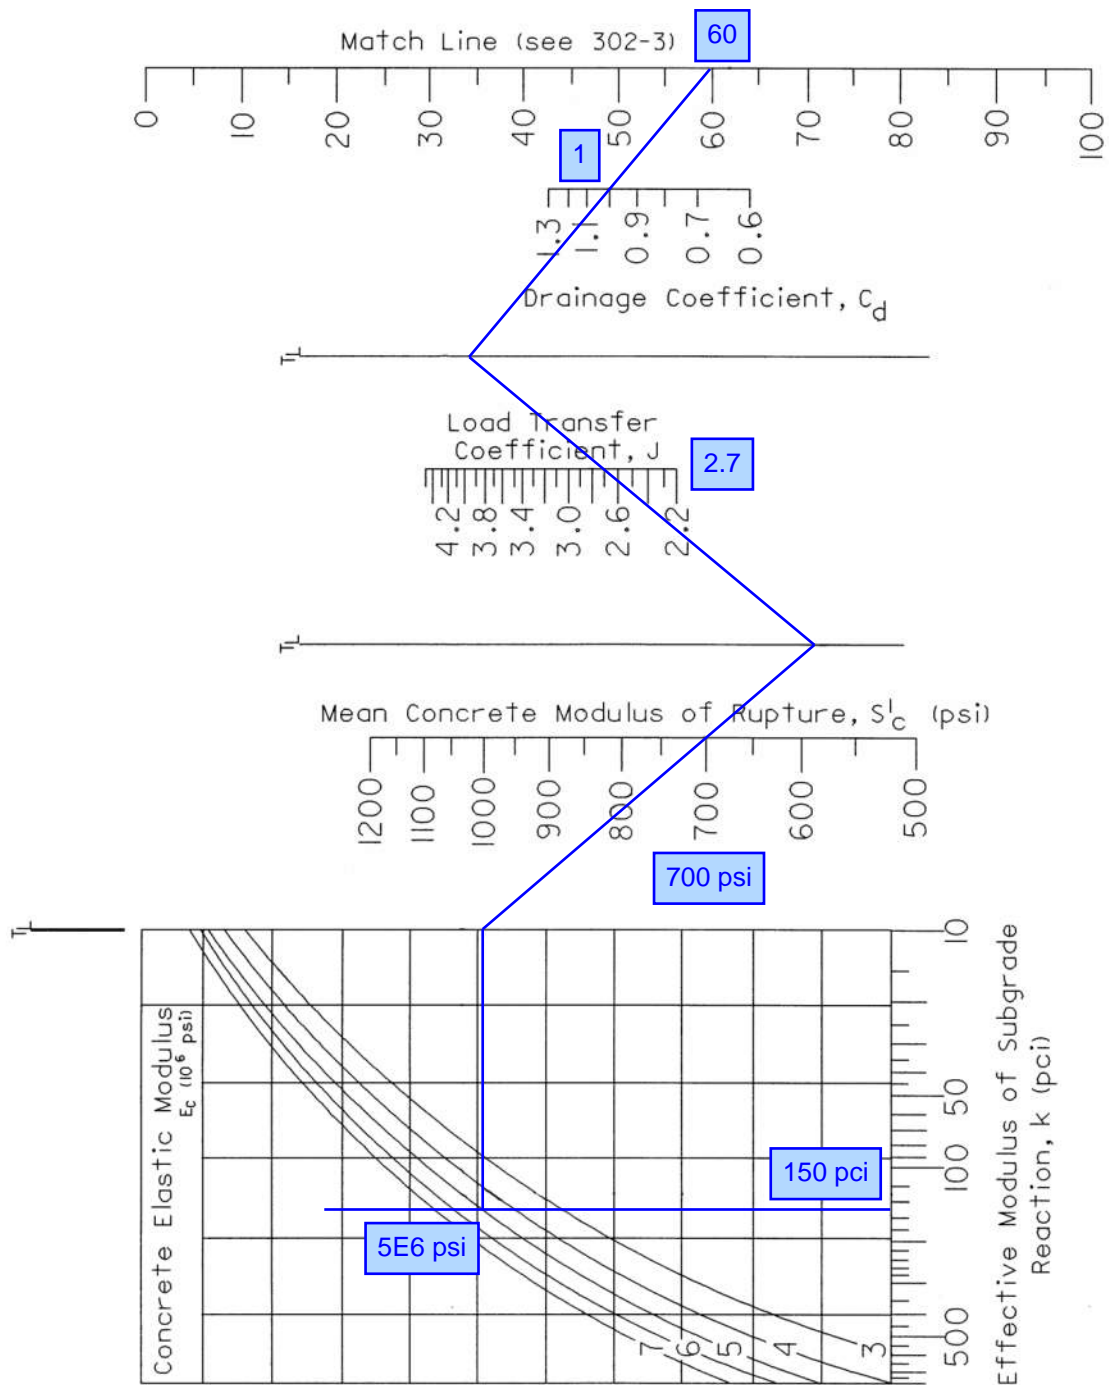 Match Line (see 302-3)
60
0 10 20 30 40 50 60 70 80 90 100
1
1.3 1.1 0.9 0.7 0.6
Drainage Coefficient, Cd
TL
Load Transfer
Coefficient, J
2.7
4.2 3.8 3.4 3.0 2.6 2.2
TL
Mean Concrete Modulus of Rupture, S'c (psi)
1200 1100 1000 900 800 700 600 500
700 psi
TL
Concrete Elastic Modulus
Ec (10⁶ psi)
150 pci
5E6 psi
7 6 5 4 3
10 50 100 500
Effective Modulus of Subgrade
Reaction, k (pci)